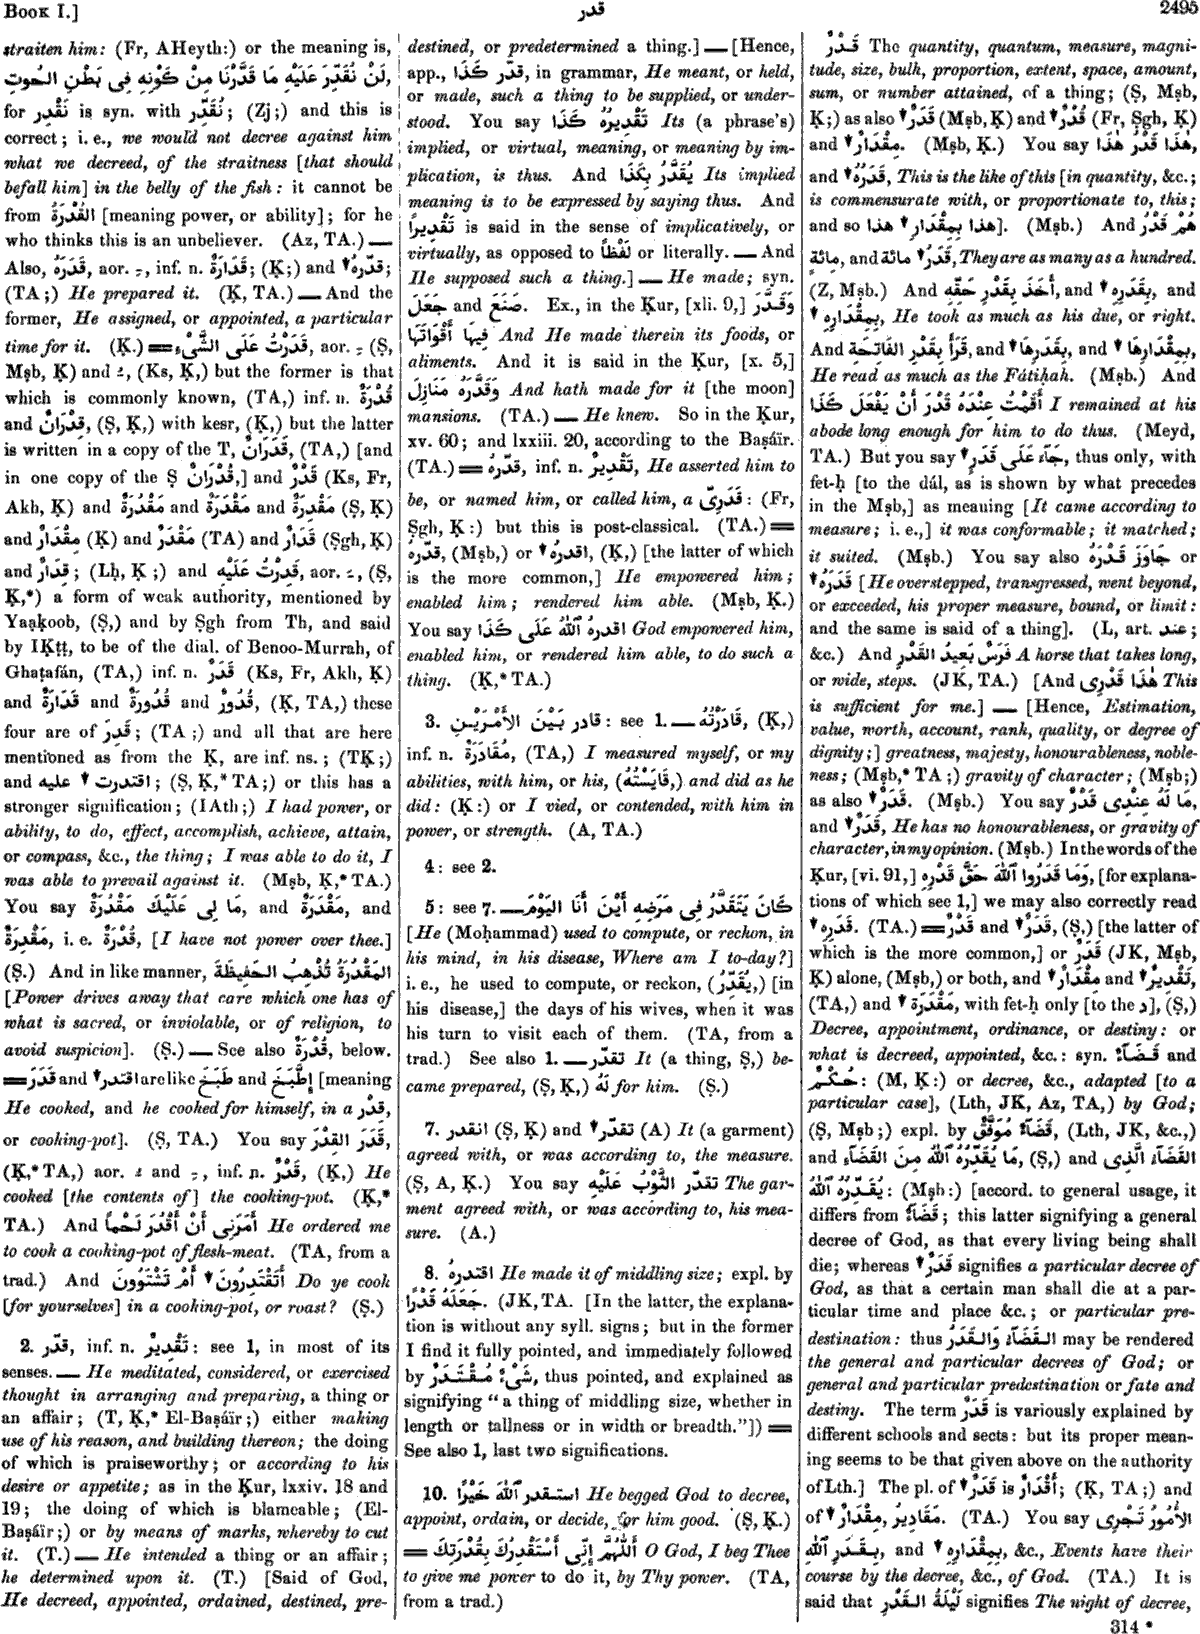 Book I.]
قدر
2495
straiten him: (Fr, AHeyth:) or the meaning is,
لَنْ نُقَدِّرَ عَلَيْهِ مَا قَدَّرْنَا مِنْ كَوْنِهِ فِى بَطْنِ الحُوتِ,
for نَقْدِر is syn. with نُقَدِّر; (Zj;) and this is
correct; i. e., we would not decree against him
what we decreed, of the straitness [that should
befall him] in the belly of the fish: it cannot be
from القُدْرَةُ [meaning power, or ability]; for he
who thinks this is an unbeliever. (Az, TA.) —
Also, قَدَرَهُ, aor. ـِ, inf. n. قَدَارَةٌ; (Ḳ;) and ▼ قدّرهُ;
(TA;) He prepared it. (Ḳ, TA.) — And the
former, He assigned, or appointed, a particular
time for it. (Ḳ.) = قَدَرْتُ عَلَى الشَّىْءِ, aor. ـِ (Ṣ,
Mṣb, Ḳ) and ـُ, (Ks, Ḳ,) but the former is that
which is commonly known, (TA,) inf. n. قُدْرَةٌ
and قِدْرَانٌ, (Ṣ, Ḳ,) with kesr, (Ḳ,) but the latter
is written in a copy of the T, قَدَرَانٌ, (TA,) [and
in one copy of the Ṣ قُدْرَانٌ,] and قَدْرٌ (Ks, Fr,
Akh, Ḳ) and مَقْدِرَةٌ and مَقْدُرَةٌ and مَقْدَرَةٌ (Ṣ, Ḳ)
and مِقْدَارٌ (Ḳ) and مَقْدَرٌ (TA) and قَدَارٌ (Ṣgh, Ḳ)
and قِدَارٌ; (Lḥ, Ḳ;) and قَدِرْتُ عَلَيْهِ, aor. ـَ, (Ṣ,
Ḳ,*) a form of weak authority, mentioned by
Yaaḳoob, (Ṣ,) and by Ṣgh from Th, and said
by IḲṭṭ, to be of the dial. of Benoo-Murrah, of
Ghaṭafán, (TA,) inf. n. قَدَرٌ (Ks, Fr, Akh, Ḳ)
and قَدَارَةٌ and قُدُورَةٌ and قُدُورٌ, (Ḳ, TA,) these
four are of قَدِرَ; (TA;) and all that are here
mentioned as from the Ḳ, are inf. ns.; (TḲ;)
and ▼ اقتدرت عليه; (Ṣ, Ḳ,* TA;) or this has a
stronger signification; (IAth;) I had power, or
ability, to do, effect, accomplish, achieve, attain,
or compass, &c., the thing; I was able to do it, I
was able to prevail against it. (Mṣb, Ḳ,* TA.)
You say مَا لِى عَلَيْكَ مَقْدُرَةٌ, and مَقْدَرَةٌ, and
مَقْدِرَةٌ, i. e. قُدْرَةٌ, [I have not power over thee.]
(Ṣ.) And in like manner, المَقْدُرَةُ تُذْهِبُ الحَفِيظَةَ
[Power drives away that care which one has of
what is sacred, or inviolable, or of religion, to
avoid suspicion]. (Ṣ.) — See also قُدْرَةٌ, below.
= قَدَرَ and ▼ اقتدر are like طَبَخَ and اِطَّبَخَ [meaning
He cooked, and he cooked for himself, in a قِدْر,
or cooking-pot]. (Ṣ, TA.) You say قَدَرَ القِدْرَ,
(Ḳ,* TA,) aor. ـُ and ـِ, inf. n. قَدْرٌ, (Ḳ,) He
cooked [the contents of] the cooking-pot. (Ḳ,*
TA.) And أَمَرَنِى أَنْ أَقْدُرَ لَحْمًا He ordered me
to cook a cooking-pot of flesh-meat. (TA, from a
trad.) And أَتَقْتَدِرُونَ ▼ أَمْ تَشْتَوُونَ Do ye cook
[for yourselves] in a cooking-pot, or roast? (Ṣ.)
2. قدّر, inf. n. تَقْدِيرٌ: see 1, in most of its
senses. — He meditated, considered, or exercised
thought in arranging and preparing, a thing or
an affair; (T, Ḳ,* El-Baṣáïr;) either making
use of his reason, and building thereon; the doing
of which is praiseworthy; or according to his
desire or appetite; as in the Ḳur, lxxiv. 18 and
19; the doing of which is blameable; (El-
Baṣáïr;) or by means of marks, whereby to cut
it. (T.) — He intended a thing or an affair;
he determined upon it. (T.) [Said of God,
He decreed, appointed, ordained, destined, pre-
destined, or predetermined a thing.] — [Hence,
app., قدّر كَذَا, in grammar, He meant, or held,
or made, such a thing to be supplied, or under-
stood. You say تَقْدِيرُهُ كَذَا Its (a phrase's)
implied, or virtual, meaning, or meaning by im-
plication, is thus. And يُقَدَّرُ بِكَذَا Its implied
meaning is to be expressed by saying thus. And
تَقْدِيرًا is said in the sense of implicatively, or
virtually, as opposed to لَفْظًا or literally. — And
He supposed such a thing.] — He made; syn.
جَعَلَ and صَنَعَ. Ex., in the Ḳur, [xli. 9,] وَقَدَّرَ
فِيهَا أَقْوَاتَهَا And He made therein its foods, or
aliments. And it is said in the Ḳur, [x. 5,]
وَقَدَّرَهُ مَنَازِلَ And hath made for it [the moon]
mansions. (TA.) — He knew. So in the Ḳur,
xv. 60; and lxxiii. 20, according to the Baṣáïr.
(TA.) = قدّرهُ, inf. n. تَقْدِيرٌ, He asserted him to
be, or named him, or called him, a قَدَرِىّ: (Fr,
Ṣgh, Ḳ:) but this is post-classical. (TA.) =
قدّرهُ, (Mṣb,) or ▼ اقدرهُ, (Ḳ,) [the latter of which
is the more common,] He empowered him;
enabled him; rendered him able. (Mṣb, Ḳ.)
You say اقدرهُ ٱللّٰهُ عَلَى كَذَا God empowered him,
enabled him, or rendered him able, to do such a
thing. (Ḳ,* TA.)
3. قادر بَيْنَ الأَمْرَيْنِ: see 1. — قَادَرْتُهُ, (Ḳ,)
inf. n. مُقَادَرَةٌ, (TA,) I measured myself, or my
abilities, with him, or his, (قَايَسْتُهُ,) and did as he
did: (Ḳ:) or I vied, or contended, with him in
power, or strength. (A, TA.)
4: see 2.
5: see 7. — كَانَ يَتَقَدَّرُ فِى مَرَضِهِ أَيْنَ أَنَا اليَوْمَ
[He (Moḥammad) used to compute, or reckon, in
his mind, in his disease, Where am I to-day?]
i. e., he used to compute, or reckon, (يُقَدِّرُ,) [in
his disease,] the days of his wives, when it was
his turn to visit each of them. (TA, from a
trad.) See also 1. — تقدّر It (a thing, Ṣ,) be-
came prepared, (Ṣ, Ḳ,) لَهُ for him. (Ṣ.)
7. انقدر (Ṣ, Ḳ) and ▼ تقدّر (A) It (a garment)
agreed with, or was according to, the measure.
(Ṣ, A, Ḳ.) You say تقدّر الثَّوْبُ عَلَيْهِ The gar-
ment agreed with, or was according to, his mea-
sure. (A.)
8. اقتدرهُ He made it of middling size; expl. by
جَعَلَهُ قَدْرًا. (JK, TA. [In the latter, the explana-
tion is without any syll. signs; but in the former
I find it fully pointed, and immediately followed
by شَىْءٌ مُقْتَدَرٌ, thus pointed, and explained as
signifying “a thing of middling size, whether in
length or tallness or in width or breadth.”]) =
See also 1, last two significations.
10. استقدر ٱللّٰهَ خَيْرًا He begged God to decree,
appoint, ordain, or decide, for him good. (Ṣ, Ḳ.)
= أَللّٰهُمَّ إِنِّى أَسْتَقْدِرُكَ بِقُدْرَتِكَ O God, I beg Thee
to give me power to do it, by Thy power. (TA,
from a trad.)
قَدْرٌ The quantity, quantum, measure, magni-
tude, size, bulk, proportion, extent, space, amount,
sum, or number attained, of a thing; (Ṣ, Mṣb,
Ḳ;) as also ▼ قَدَرٌ (Mṣb, Ḳ) and ▼ قُدْرٌ (Fr, Ṣgh, Ḳ)
and ▼ مِقْدَارٌ. (Mṣb, Ḳ.) You say هٰذَا قَدْرُ هٰذَا,
and ▼ قَدَرُهُ, This is the like of this [in quantity, &c.;
is commensurate with, or proportionate to, this;
and so هذا بِمِقْدَارِ ▼ هذا]. (Mṣb.) And هُمْ قَدْرُ
مِائَةٍ, and قَدَرُ ▼ مائة, They are as many as a hundred.
(Z, Mṣb.) And أَخَذَ بِقَدْرِ حَقِّهِ, and ▼ بِقَدَرِهِ, and
▼ بِمِقْدَارِهِ, He took as much as his due, or right.
And قَرَأَ بِقَدْرِ الفَاتِحَةِ, and ▼ بِقَدَرِهَا, and ▼ بِمِقْدَارِهَا,
He read as much as the Fátiḥah. (Mṣb.) And
أَقَمْتُ عِنْدَهُ قَدْرَ أَنْ يَفْعَلَ كَذَا I remained at his
abode long enough for him to do thus. (Meyd,
TA.) But you say ▼ جَآءَ عَلَى قَدَرٍ, thus only, with
fet-ḥ [to the dál, as is shown by what precedes
in the Mṣb,] as meaning [It came according to
measure; i. e.,] it was conformable; it matched;
it suited. (Mṣb.) You say also جَاوَزَ قَدْرَهُ or
▼ قَدَرَهُ [He overstepped, transgressed, went beyond,
or exceeded, his proper measure, bound, or limit:
and the same is said of a thing]. (L, art. عند;
&c.) And فَرَسٌ بَعِيدُ القَدْرِ A horse that takes long,
or wide, steps. (JK, TA.) [And هٰذَا قَدْرِى This
is sufficient for me.] — [Hence, Estimation,
value, worth, account, rank, quality, or degree of
dignity;] greatness, majesty, honourableness, noble-
ness; (Mṣb,* TA;) gravity of character; (Mṣb;)
as also ▼ قَدَرٌ. (Mṣb.) You say مَا لَهُ عِنْدِى قَدْرٌ,
and ▼ قَدَرٌ, He has no honourableness, or gravity of
character, in my opinion. (Mṣb.) In the words of the
Ḳur, [vi. 91,] وَمَا قَدَرُوا ٱللّٰهَ حَقَّ قَدْرِهِ, [for explana-
tions of which see 1,] we may also correctly read
▼ قَدَرِهِ. (TA.) = قَدْرٌ and ▼ قَدَرٌ, (Ṣ,) [the latter of
which is the more common,] or قَدَرٌ (JK, Mṣb,
Ḳ) alone, (Mṣb,) or both, and ▼ مِقْدَارٌ and ▼ تَقْدِيرٌ,
(TA,) and ▼ مَقْدَرَةٌ, with fet-ḥ only [to the د], (Ṣ,)
Decree, appointment, ordinance, or destiny: or
what is decreed, appointed, &c.: syn. قَضَآءٌ and
حُكْمٌ: (M, Ḳ:) or decree, &c., adapted [to a
particular case], (Lth, JK, Az, TA,) by God;
(Ṣ, Mṣb;) expl. by قَضَآءٌ مُوَفَّقٌ, (Lth, JK, &c.,)
and مَا يُقَدِّرُهُ ٱللّٰهُ مِنَ القَضَآءِ, (Ṣ,) and القَضَآءُ الَّذِى
يُقَدِّرُهُ ٱللّٰهُ: (Mṣb:) [accord. to general usage, it
differs from قَضَآءٌ; this latter signifying a general
decree of God, as that every living being shall
die; whereas ▼ قَدَرٌ signifies a particular decree of
God, as that a certain man shall die at a par-
ticular time and place &c.; or particular pre-
destination: thus القَضَآءُ وَالقَدَرُ may be rendered
the general and particular decrees of God; or
general and particular predestination or fate and
destiny. The term قَدَرٌ is variously explained by
different schools and sects: but its proper mean-
ing seems to be that given above on the authority
of Lth.] The pl. of ▼ قَدَرٌ is أَقْدَارٌ; (Ḳ, TA;) and
of ▼ مِقْدَارٌ, مَقَادِيرُ. (TA.) You say الأُمُورُ تَجْرِى
بِقَدَرِ ٱللّٰهِ, and ▼ بِمِقْدَارِهِ, &c., Events have their
course by the decree, &c., of God. (TA.) It is
said that لَيْلَةُ القَدْرِ signifies The night of decree,
314 *